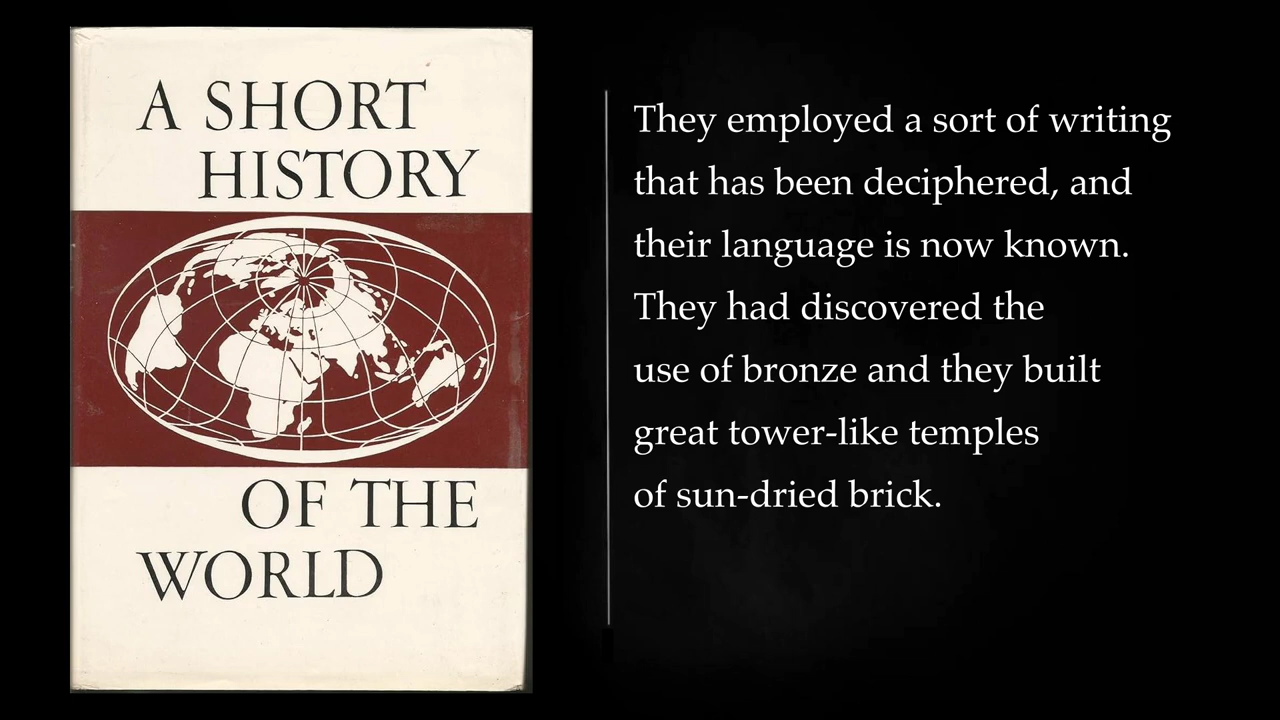 A SHORT
HISTORY
OF THE
WORLD
They employed a sort of writing
that has been deciphered, and
their language is now known.
They had discovered the
use of bronze and they built
great tower-like temples
of sun-dried brick.